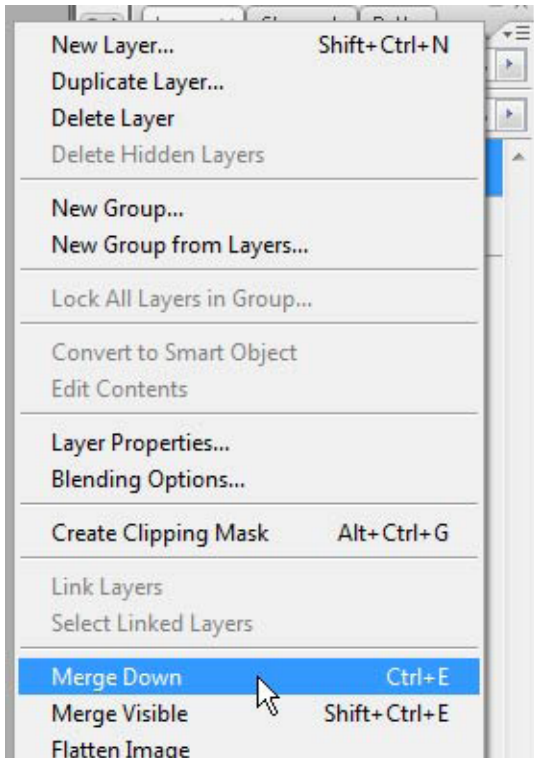 New Layer... Shift+Ctrl+N
Duplicate Layer...
Delete Layer
Delete Hidden Layers
New Group...
New Group from Layers...
Lock All Layers in Group...
Convert to Smart Object
Edit Contents
Layer Properties...
Blending Options...
Create Clipping Mask Alt+Ctrl+G
Link Layers
Select Linked Layers
Merge Down Ctrl+E
Merge Visible Shift+Ctrl+E
Flatten Image